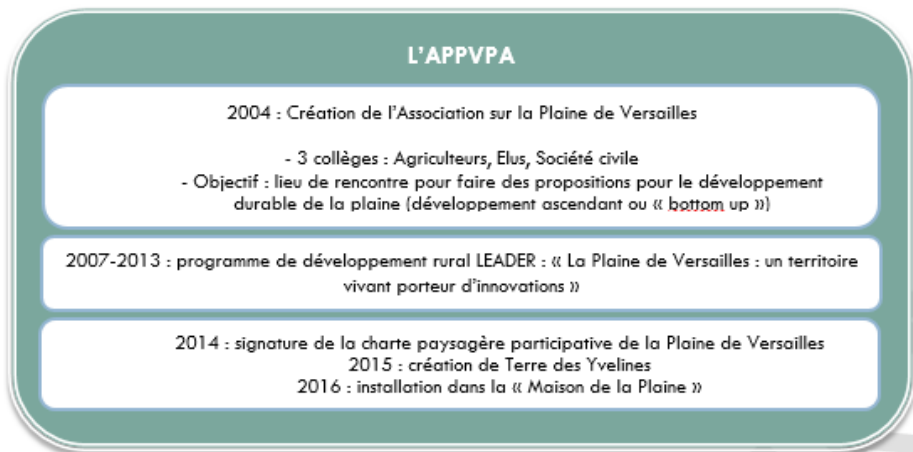 L'APPVPA
2004 : Création de l'Association sur la Plaine de Versailles
- 3 collèges : Agriculteurs, Elus, Société civile
- Objectif : lieu de rencontre pour faire des propositions pour le développement
durable de la plaine (développement ascendant ou « bottom up »)
2007-2013 : programme de développement rural LEADER : « La Plaine de Versailles : un territoire
vivant porteur d'innovations »
2014 : signature de la charte paysagère participative de la Plaine de Versailles
2015 : création de Terre des Yvelines
2016 : installation dans la « Maison de la Plaine »